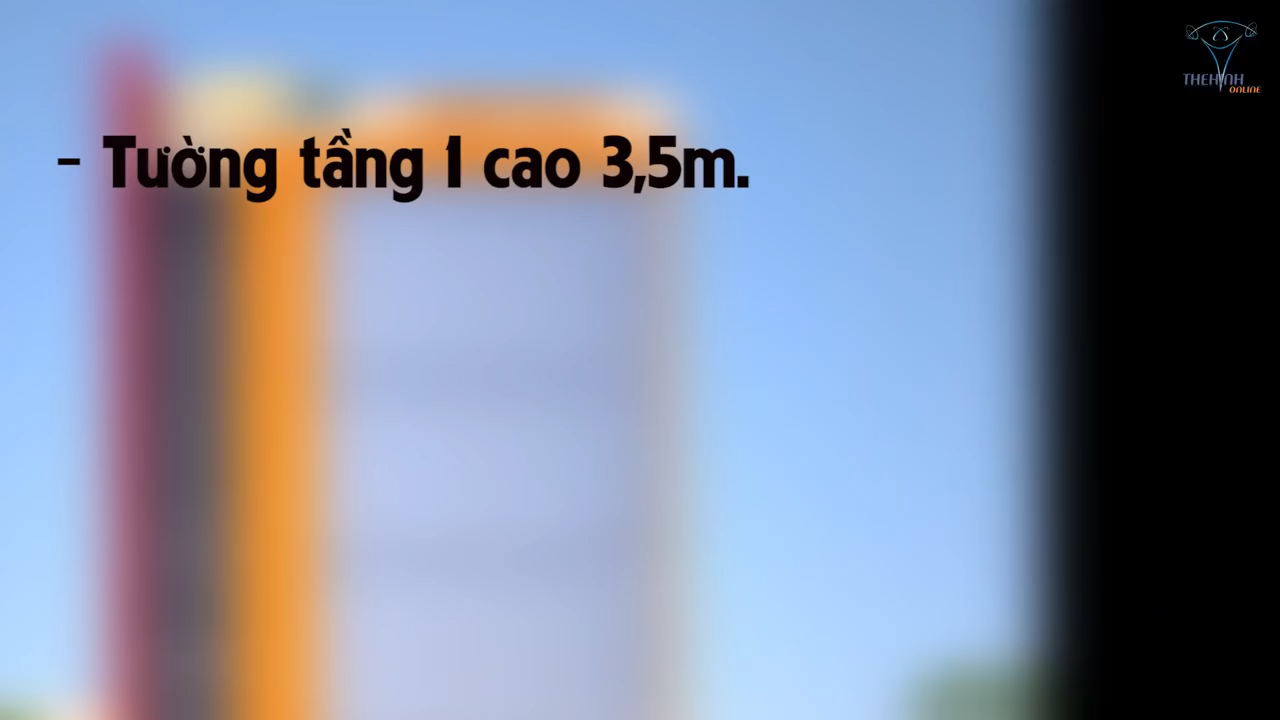 - Tường tầng 1 cao 3,5m.
THEHINH
ONLINE